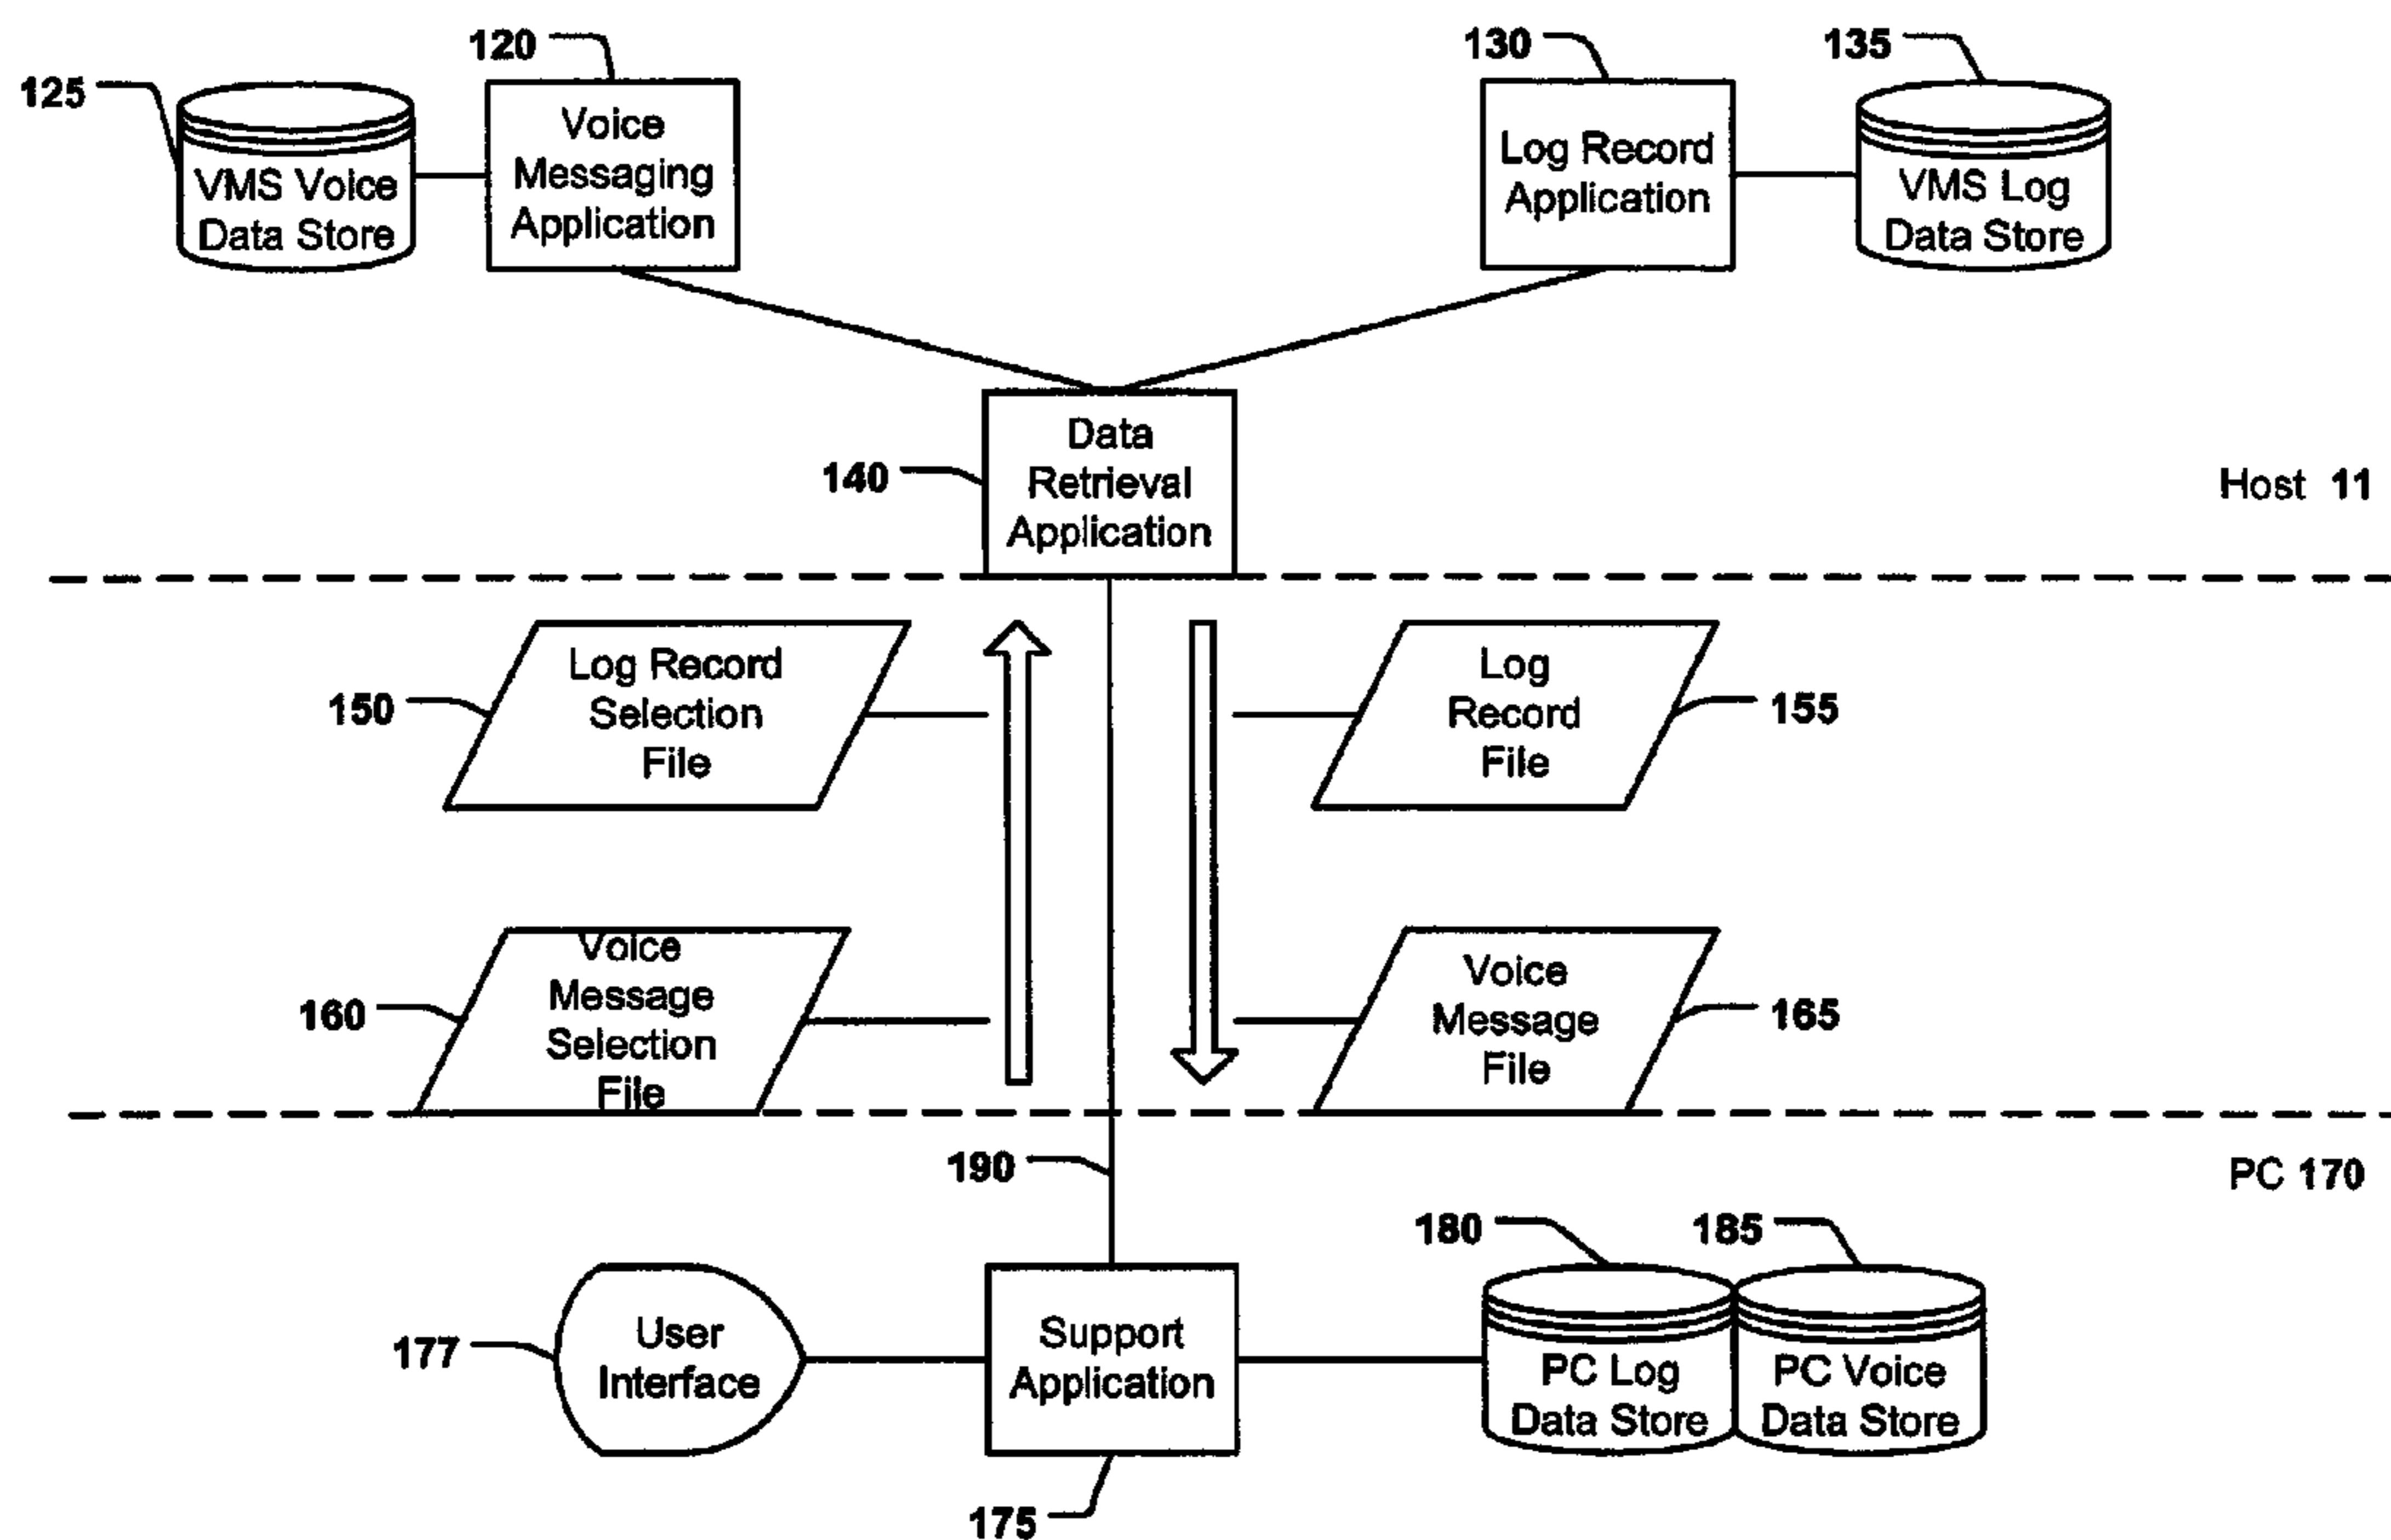 120
130
135
125
Voice
Messaging
Application
VMS Voice
Data Store
Log Record
Application
VMS Log
Data Store
140
Data
Retrieval
Application
Host 11
150
Log Record
Selection
File
Log
Record
File
155
160
Voice
Message
Selection
File
Voice
Message
File
165
190
PC 170
180
185
177
User
Interface
Support
Application
PC Log
Data Store
PC Voice
Data Store
175